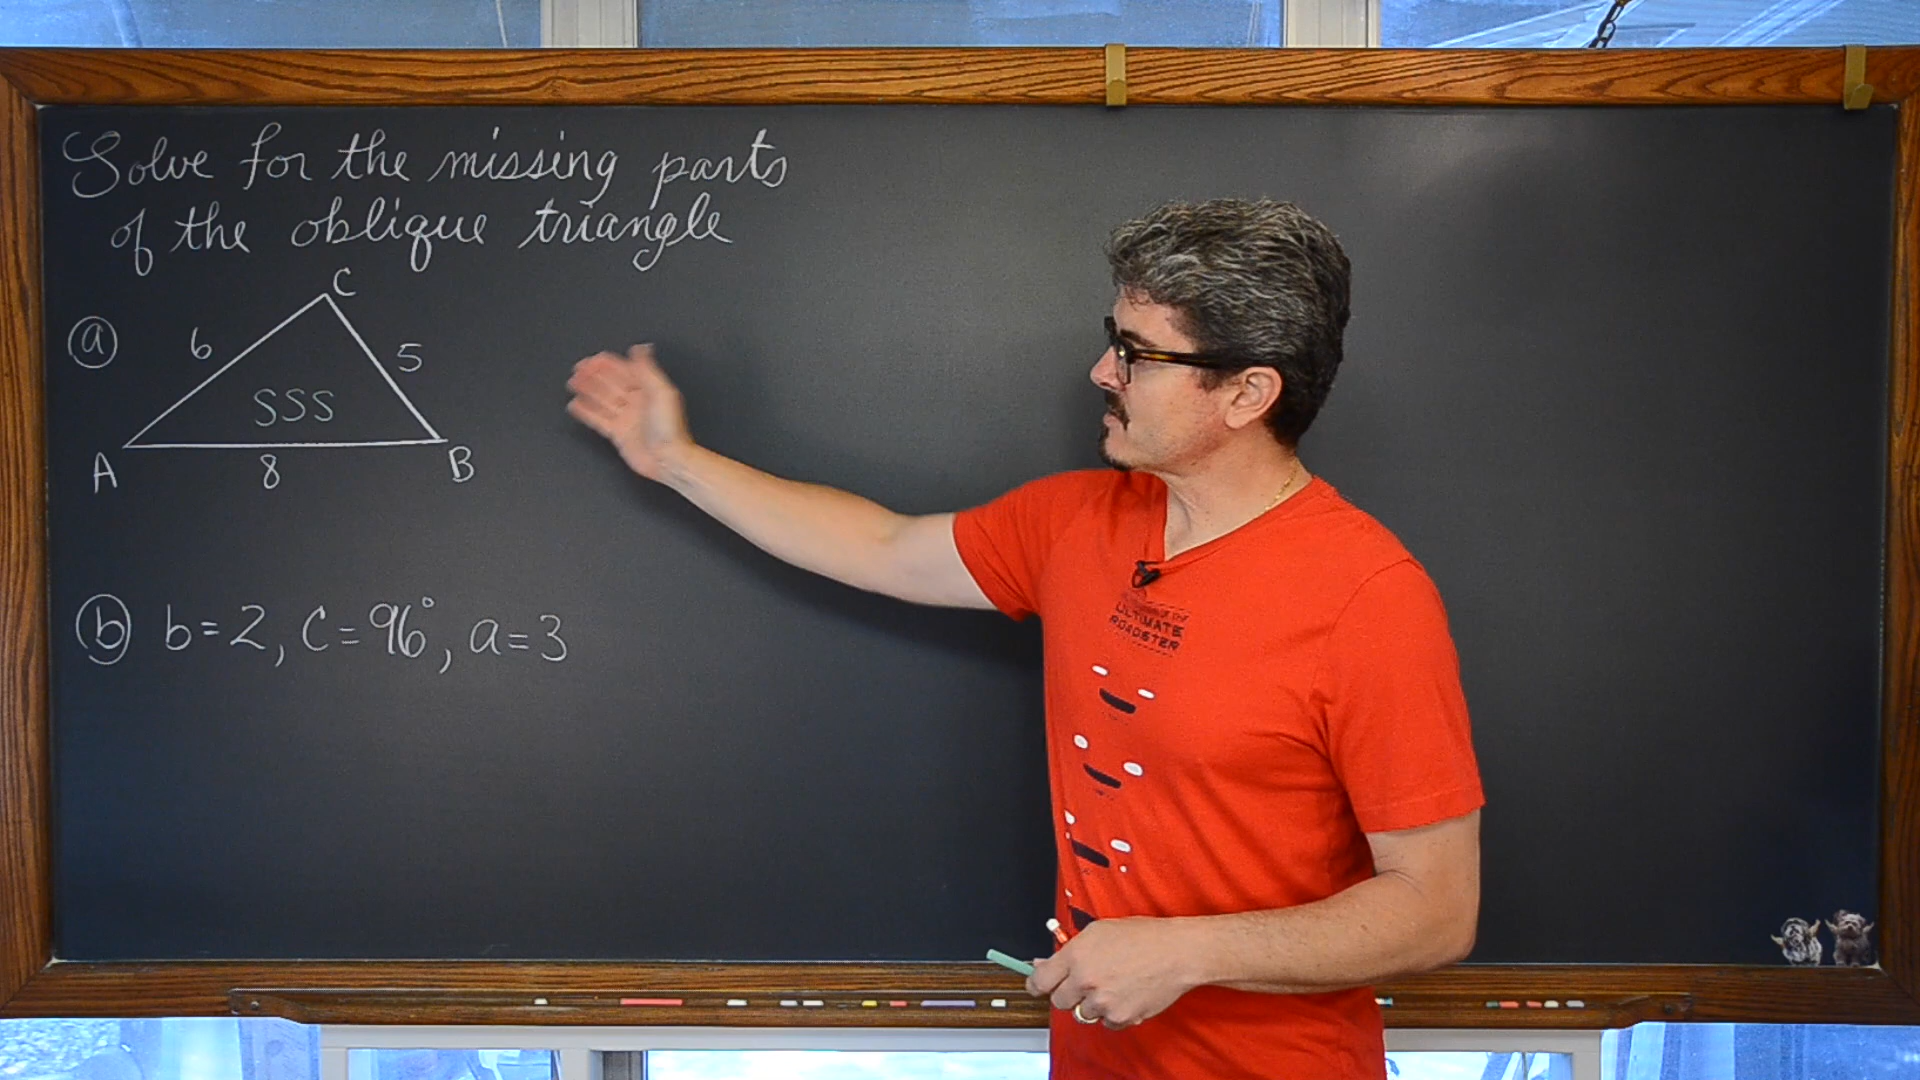 Solve for the missing parts
of the oblique triangle
C
a
6
5
SSS
A
8
B
b b=2, C=96°, a=3
ULTIMATE
ROADSTER